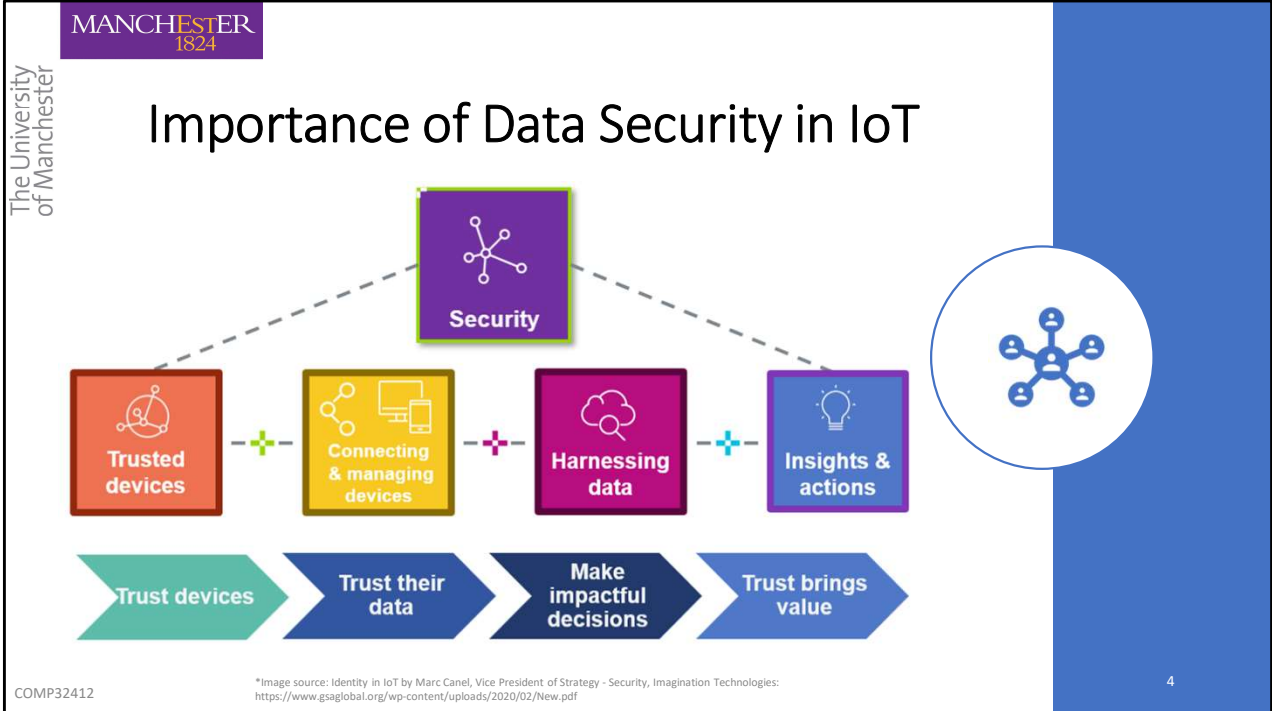 MANCHESTER
1824
The University
of Manchester
Importance of Data Security in IoT
Security
Trusted
devices
Connecting
& managing
devices
Harnessing
data
Insights &
actions
Trust devices
Trust their
data
Make
impactful
decisions
Trust brings
value
COMP32412
*Image source: Identity in IoT by Marc Canel, Vice President of Strategy - Security, Imagination Technologies:
https://www.gsaglobal.org/wp-content/uploads/2020/02/New.pdf
4